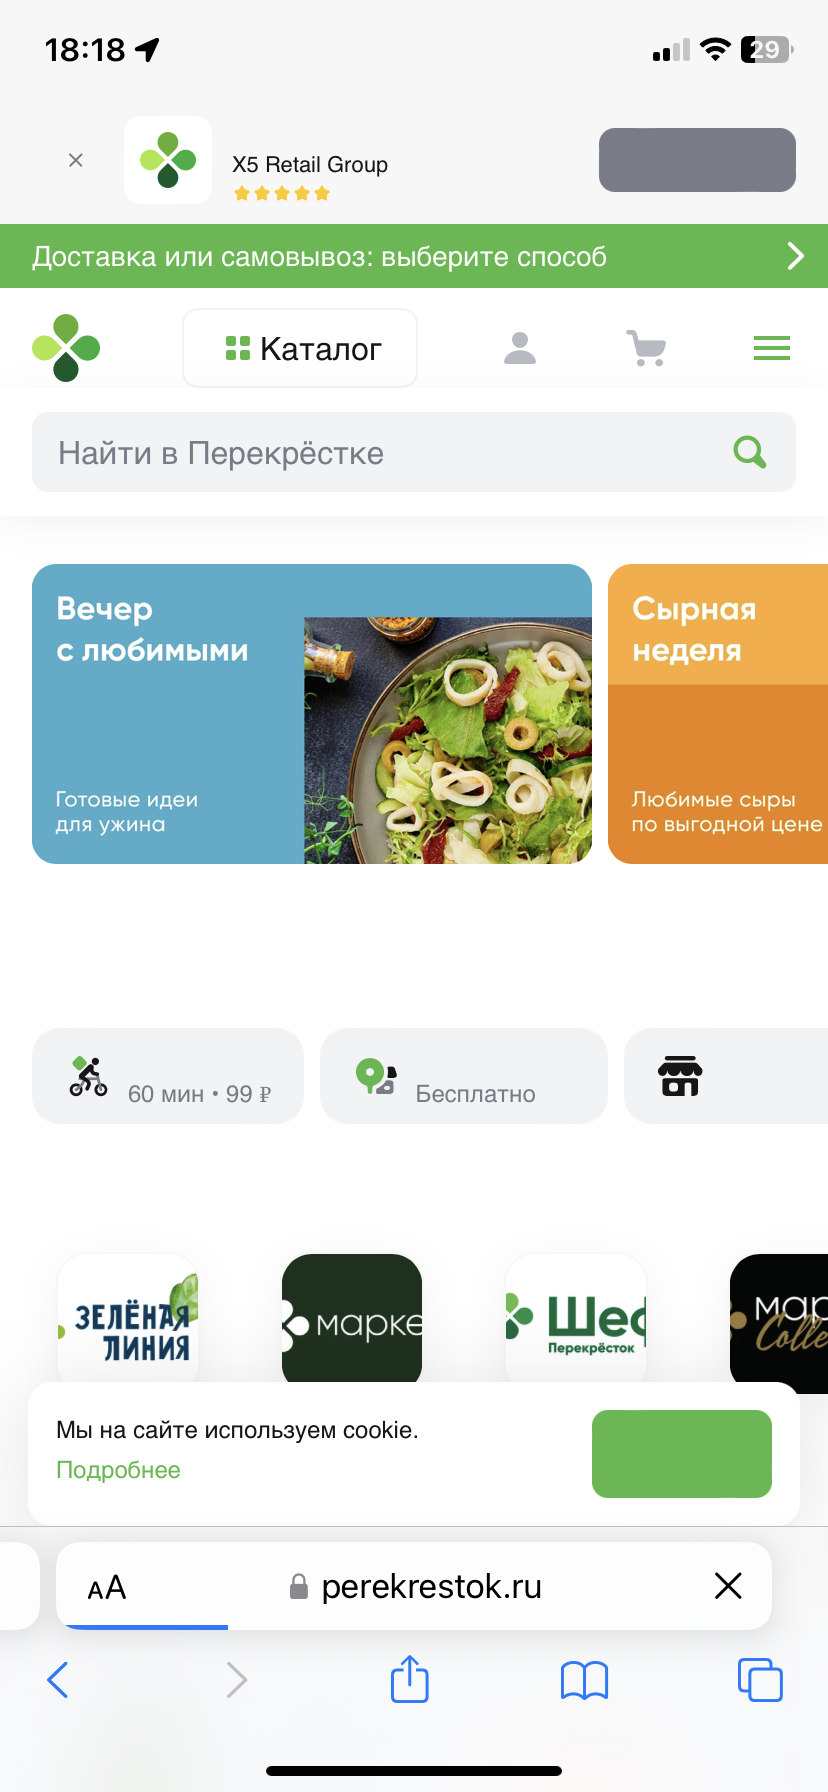 18:18
29
X5 Retail Group
Доставка или самовывоз: выберите способ
Каталог
Найти в Перекрёстке
Вечер
с любимыми
Готовые идеи
для ужина
Сырная
неделя
Любимые сыры
по выгодной цене
60 мин • 99 ₽
Бесплатно
ЗЕЛЁНАЯ
ЛИНИЯ
марке
Шеф
Перекрёсток
мар
Colle
Мы на сайте используем cookie.
Подробнее
AA
perekrestok.ru